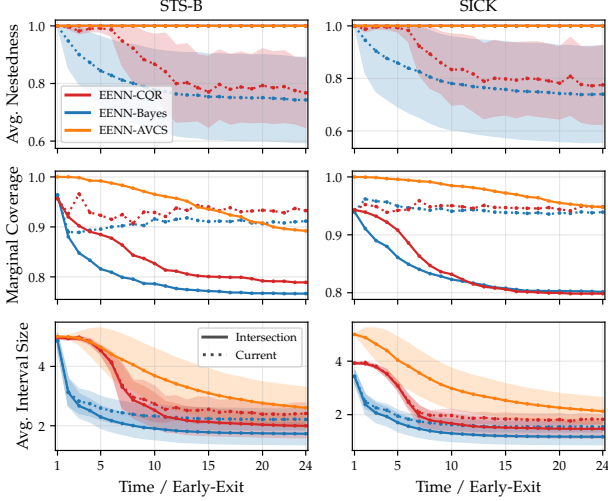 STS-B
SICK
Avg. Nestedness
1.0
0.8
0.6
EENN-CQR
EENN-Bayes
EENN-AVCS
1.0
0.8
0.6
Marginal Coverage
1.0
0.9
0.8
1.0
0.9
0.8
Avg. Interval Size
4
2
Intersection
Current
4
2
1 5 10 15 20 24
1 5 10 15 20 24
Time / Early-Exit
Time / Early-Exit